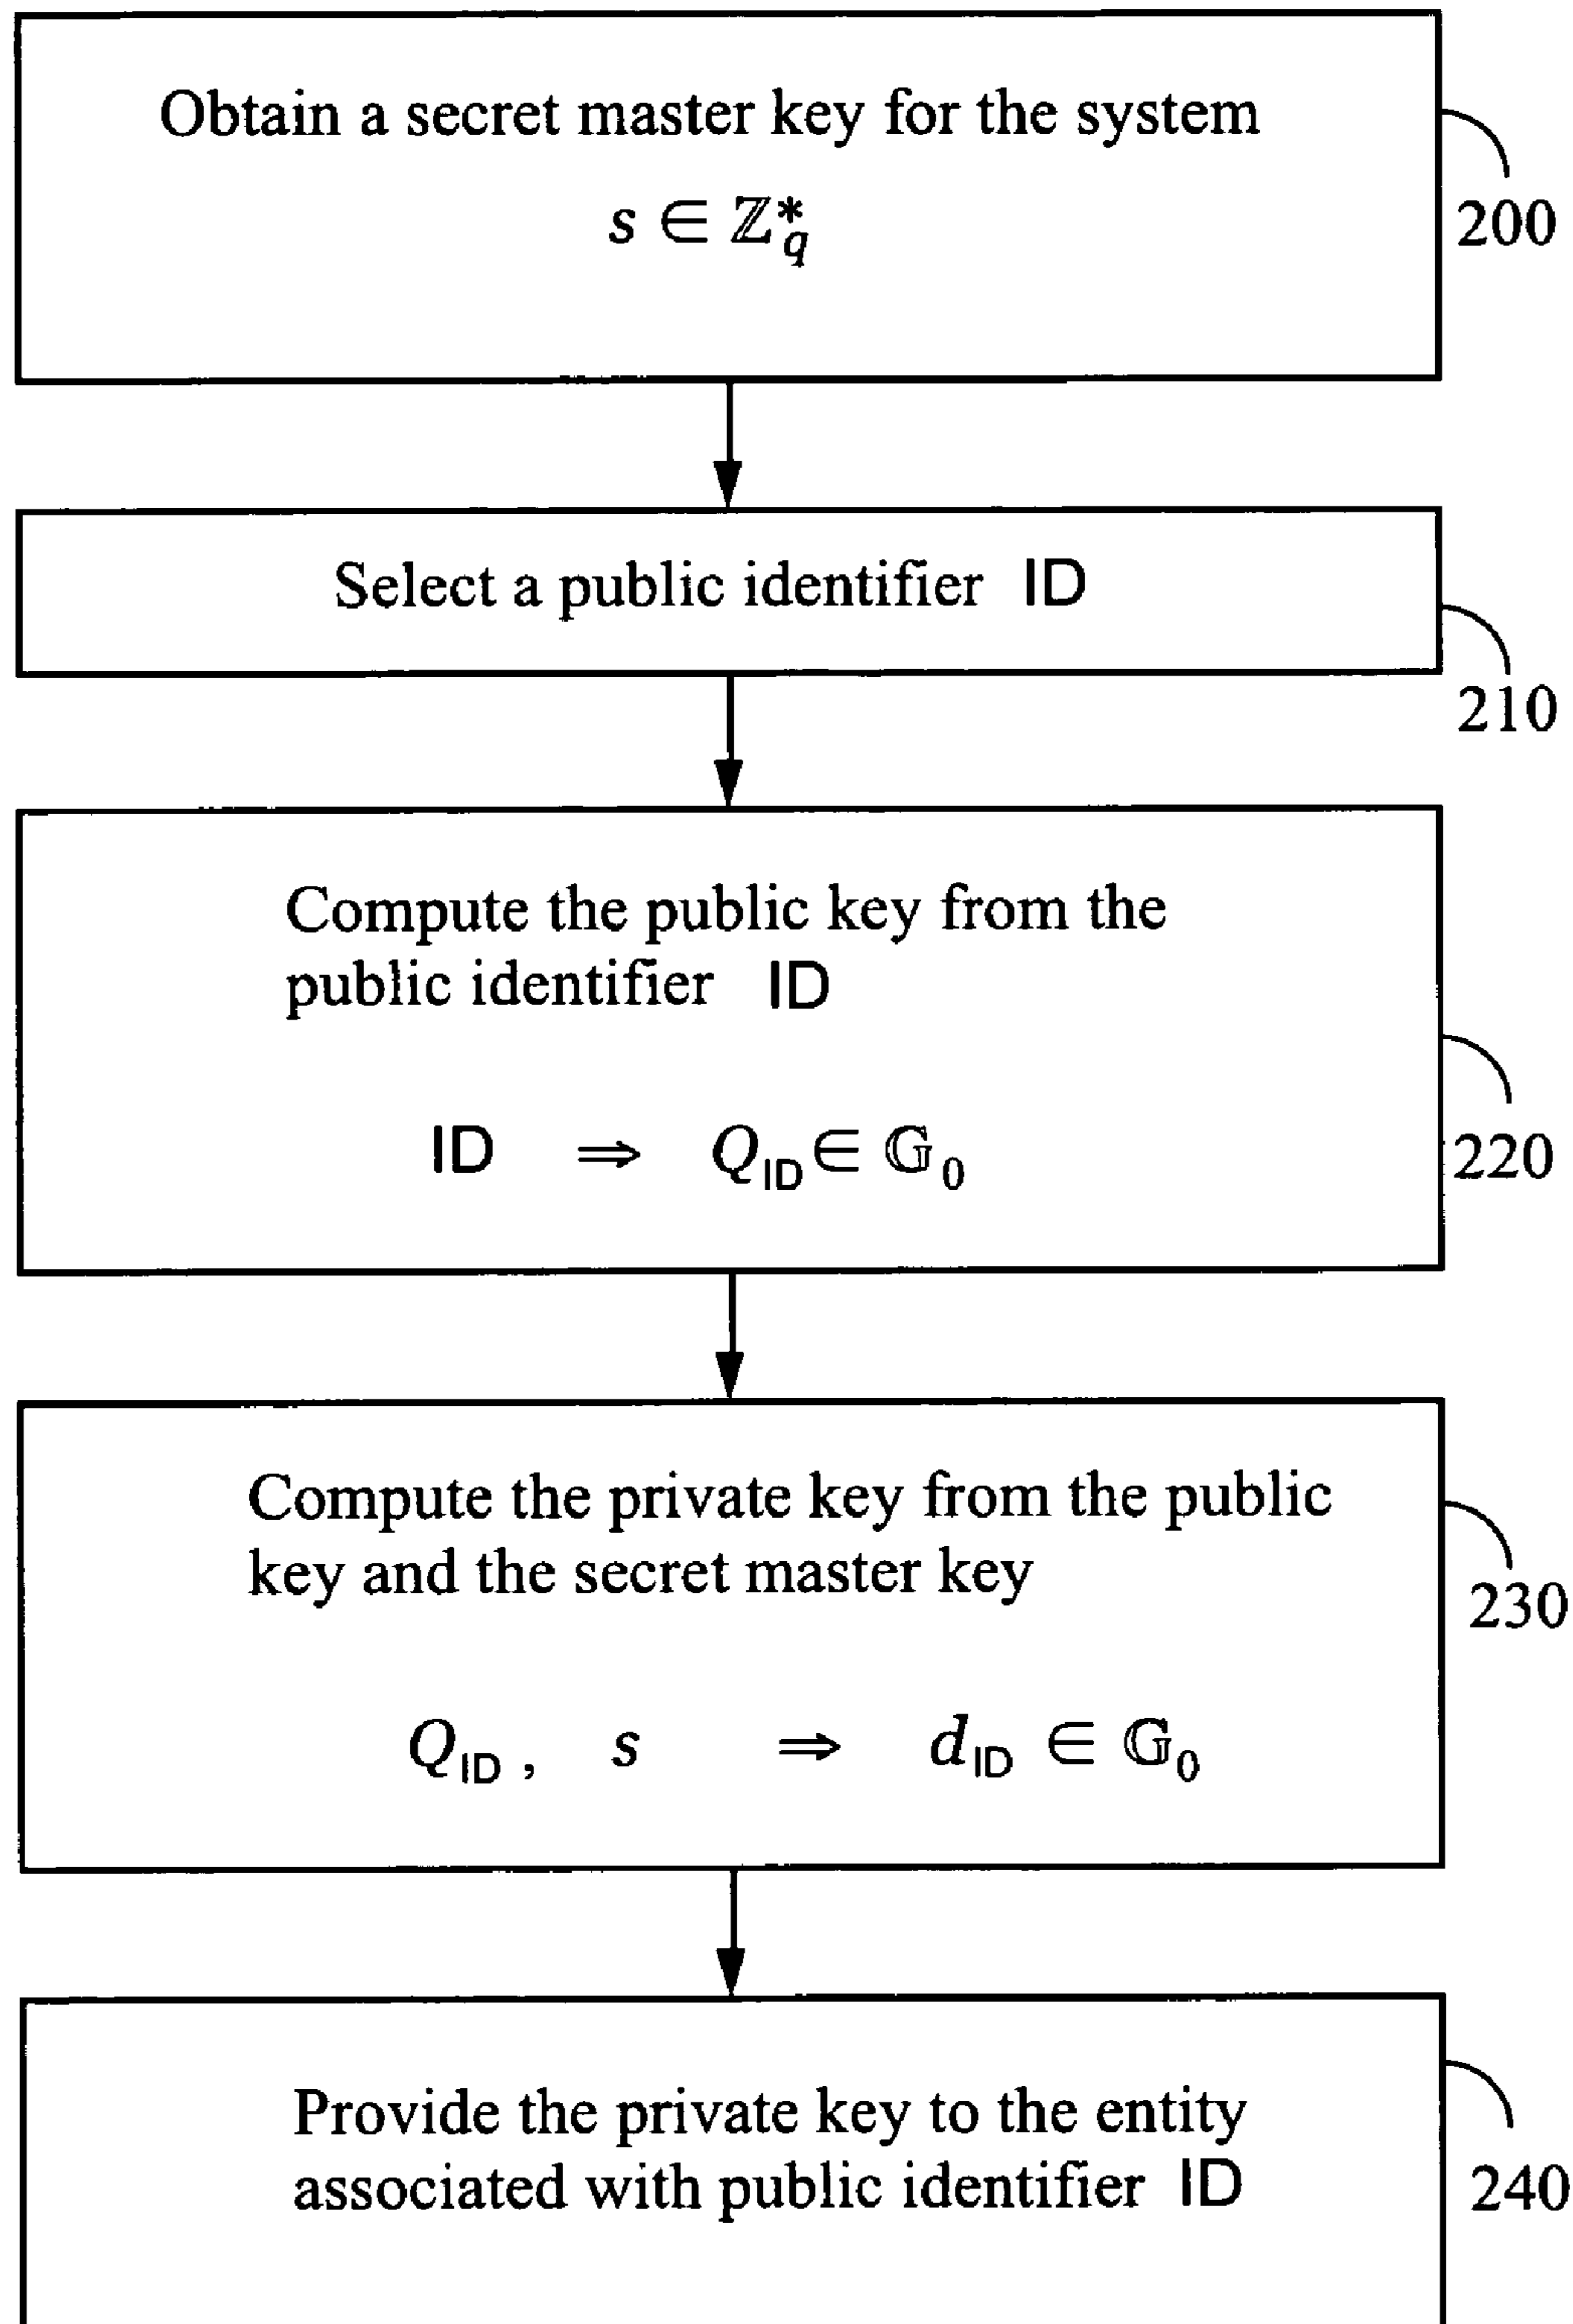 Obtain a secret master key for the system
s ∈ ℤ*q
200
Select a public identifier ID
210
Compute the public key from the
public identifier ID
ID ⇒ QID ∈ 𝔾0
220
Compute the private key from the public
key and the secret master key
QID , s ⇒ dID ∈ 𝔾0
230
Provide the private key to the entity
associated with public identifier ID
240